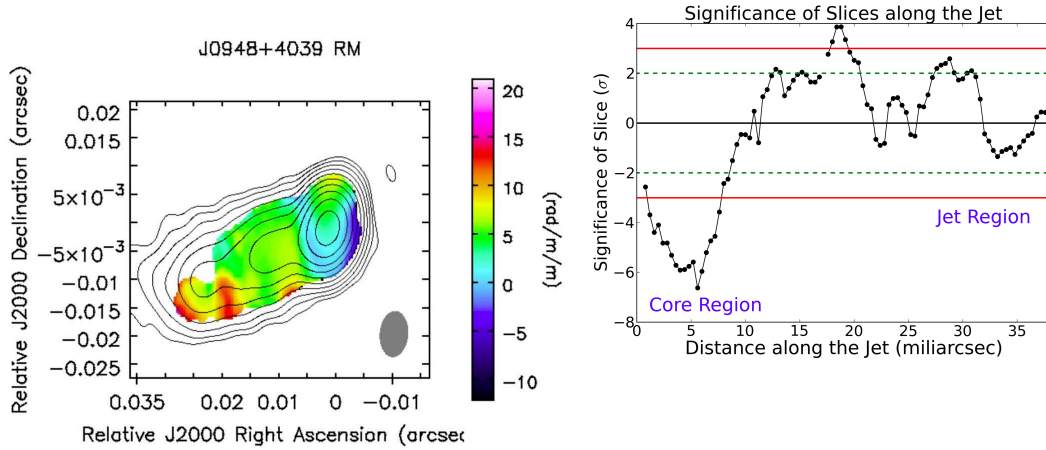 J0948+4039 RM
Relative J2000 Declination (arcsec)
0.02
0.015
5×10⁻³
−5×10⁻³
−0.01
−0.015
−0.02
−0.025
0.035 0.02 0.01 0 −0.01
Relative J2000 Right Ascension (arcsec
20
15
10
5
0
−5
−10
(rad/m/m)
Significance of Slices along the Jet
Significance of Slice (σ)
4
2
0
−2
−4
−6
−8
Jet Region
Core Region
0 5 10 15 20 25 30 35
Distance along the Jet (miliarcsec)